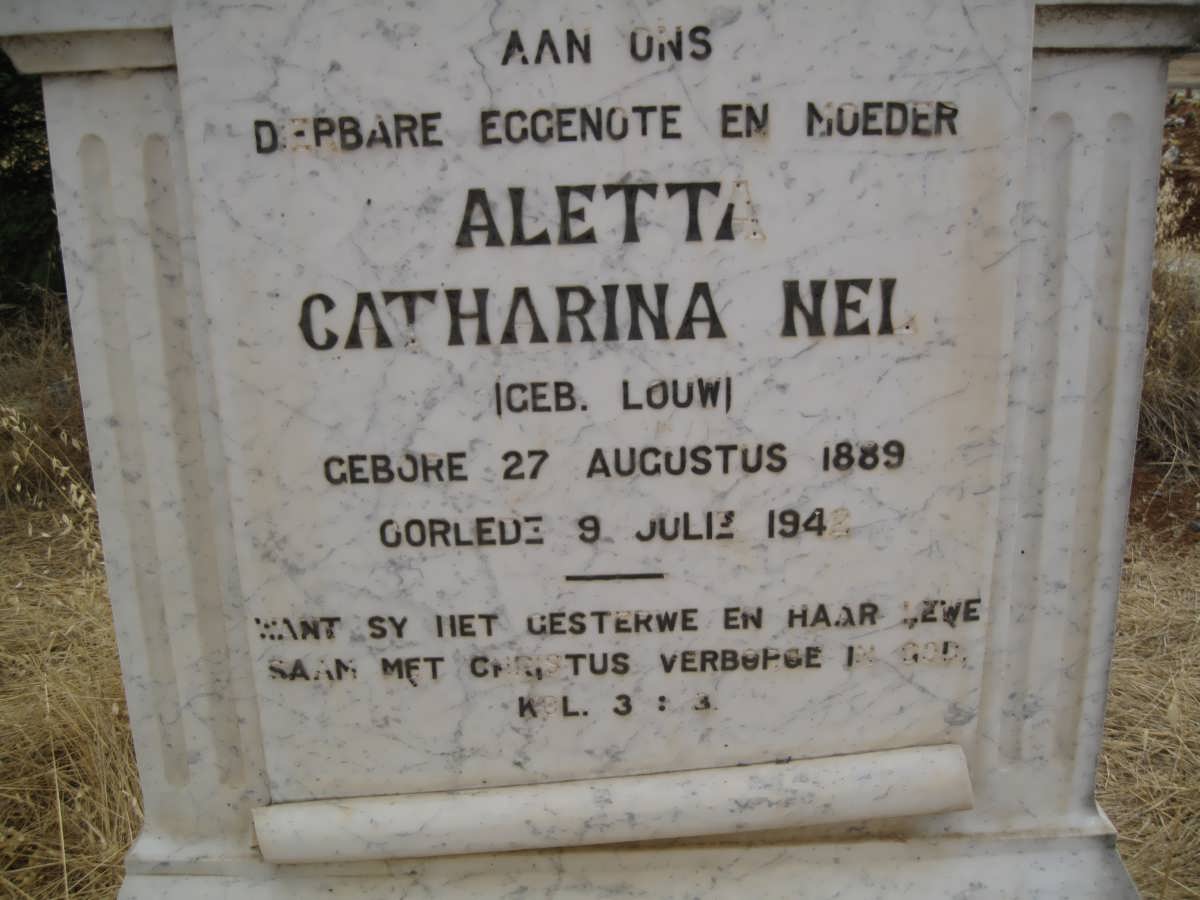 AAN ONS
DIERBARE EGGENOTE EN MOEDER
ALETTA
CATHARINA NEL
(GEB. LOUW)
GEBORE 27 AUGUSTUS 1889
OORLEDE 9 JULIE
WANT SY HET GESTERWE EN HAAR LEWE
SAAM MET CHRISTUS VERBORGE IN GOD.
KOL. 3 : 3.